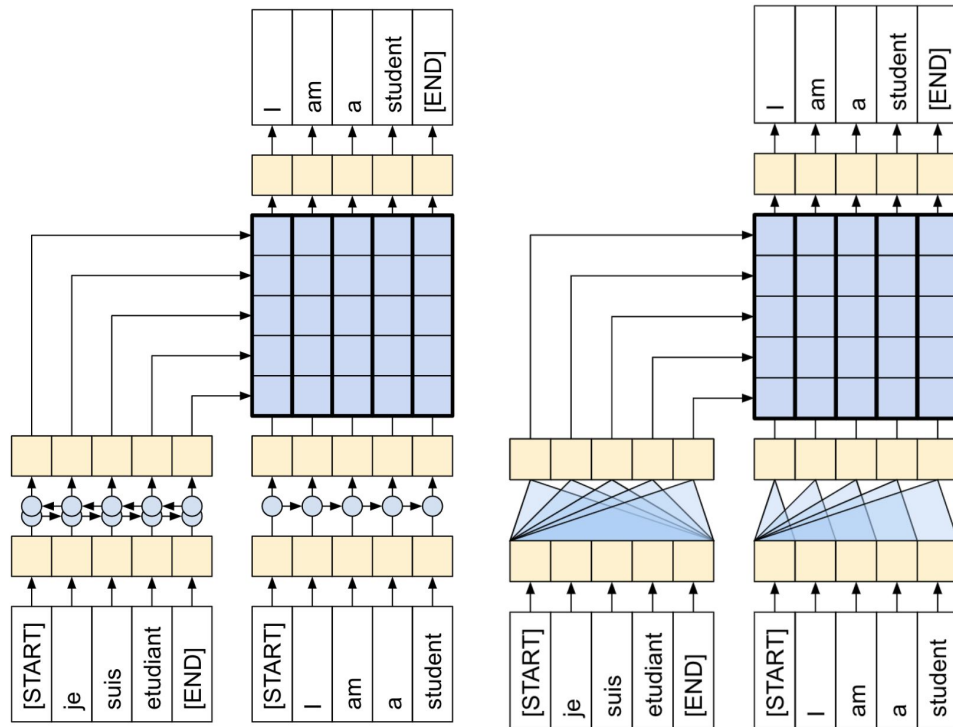 I
am
a
student
[END]
I
am
a
student
[END]
[START]
je
suis
etudiant
[END]
[START]
I
am
a
student
[START]
je
suis
etudiant
[END]
[START]
I
am
a
student